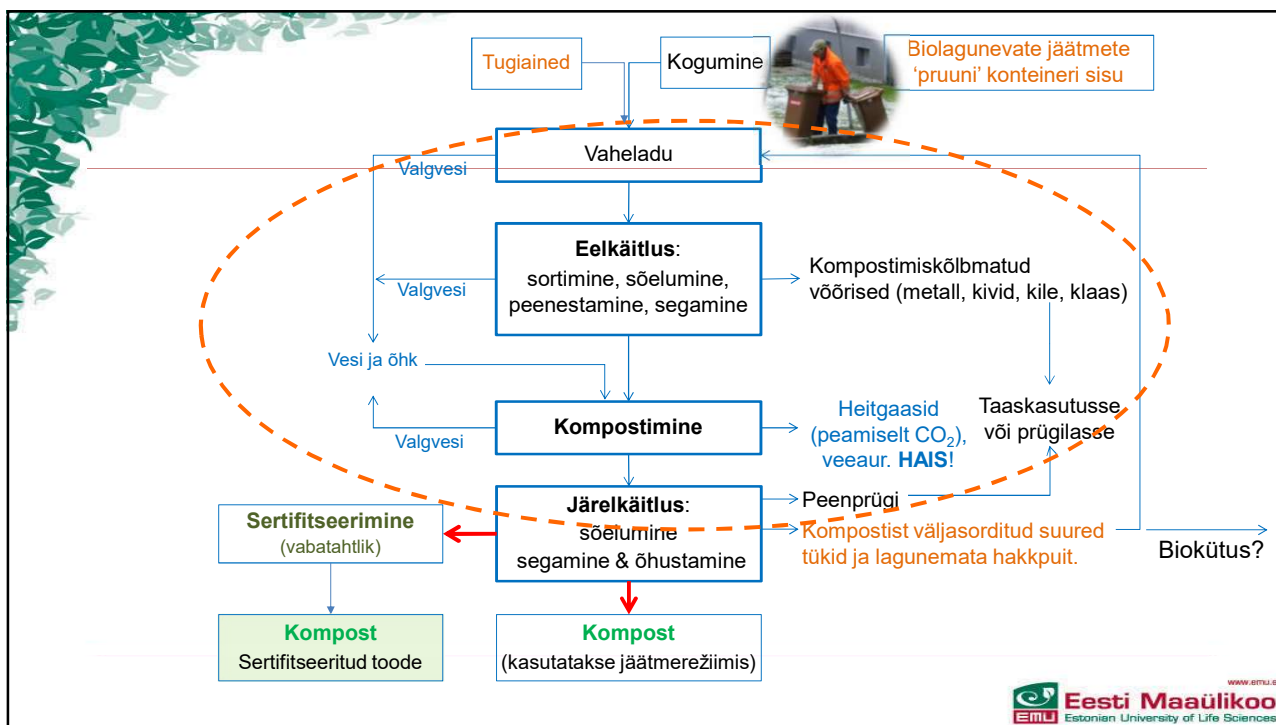 Tugiained
Kogumine
Biolagunevate jäätmete
‘pruuni’ konteineri sisu
Vaheladu
Valgvesi
Eelkäitlus:
sortimine, sõelumine,
peenestamine, segamine
Valgvesi
Kompostimiskõlbmatud
võõrised (metall, kivid, kile, klaas)
Vesi ja õhk
Kompostimine
Valgvesi
Heitgaasid
(peamiselt CO₂),
veeaur. HAIS!
Taaskasutusse
või prügilasse
Järelkäitlus:
sõelumine
segamine & õhustamine
Peenprügi
Kompostist väljasorditud suured
tükid ja lagunemata hakkpuit.
Biokütus?
Sertifitseerimine
(vabatahtlik)
Kompost
Sertifitseeritud toode
Kompost
(kasutatakse jäätmerežiimis)
www.emu.e
EMU
Eesti Maaülikoo
Estonian University of Life Sciences